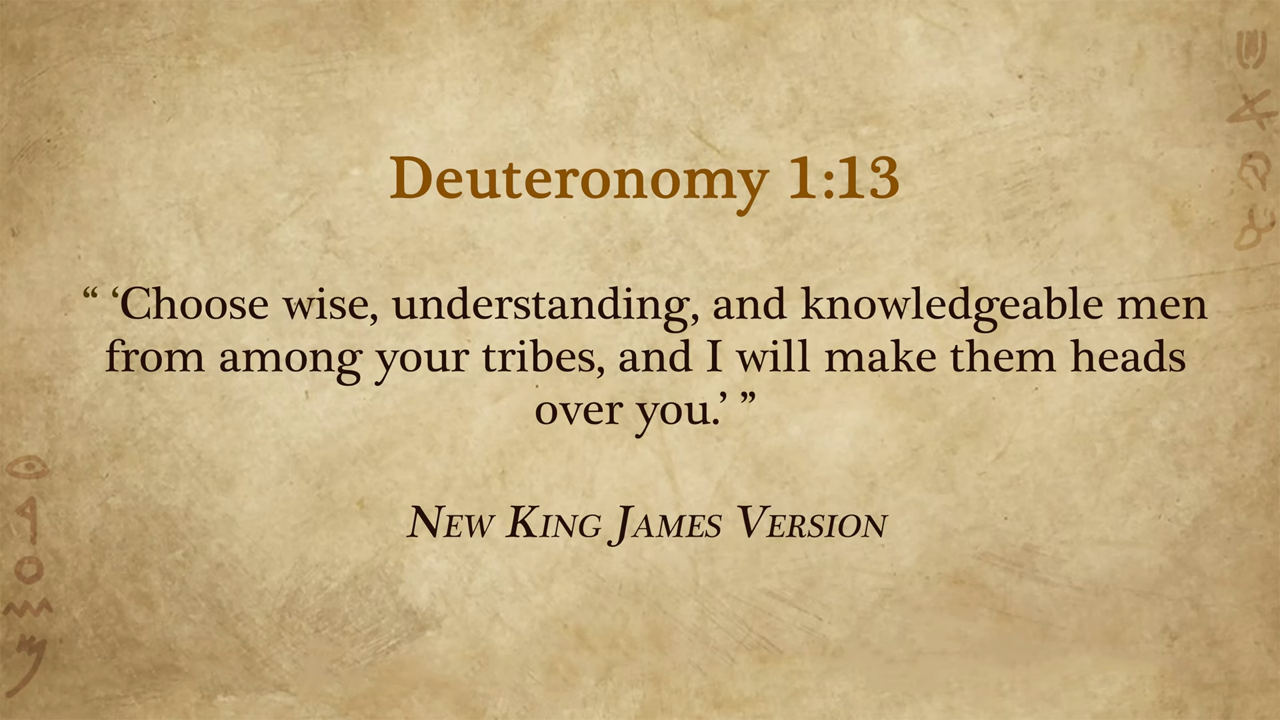 Deuteronomy 1:13
“ ‘Choose wise, understanding, and knowledgeable men
from among your tribes, and I will make them heads
over you.’ ”
New King James Version